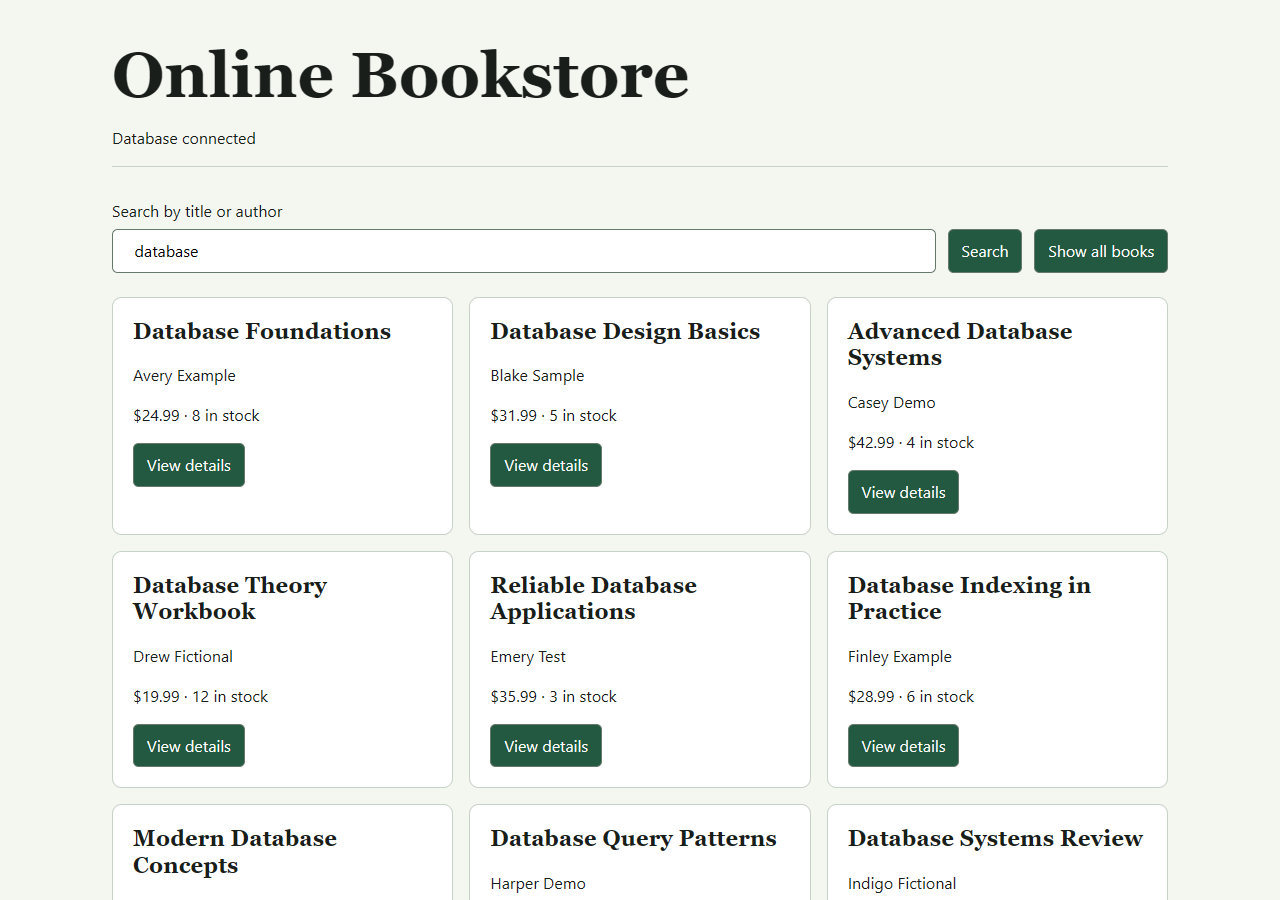 Online Bookstore
Database connected
Search by title or author
database
Search
Show all books
Database Foundations
Avery Example
$24.99 · 8 in stock
View details
Database Design Basics
Blake Sample
$31.99 · 5 in stock
View details
Advanced Database
Systems
Casey Demo
$42.99 · 4 in stock
View details
Database Theory
Workbook
Drew Fictional
$19.99 · 12 in stock
View details
Reliable Database
Applications
Emery Test
$35.99 · 3 in stock
View details
Database Indexing in
Practice
Finley Example
$28.99 · 6 in stock
View details
Modern Database
Concepts
Database Query Patterns
Harper Demo
Database Systems Review
Indigo Fictional